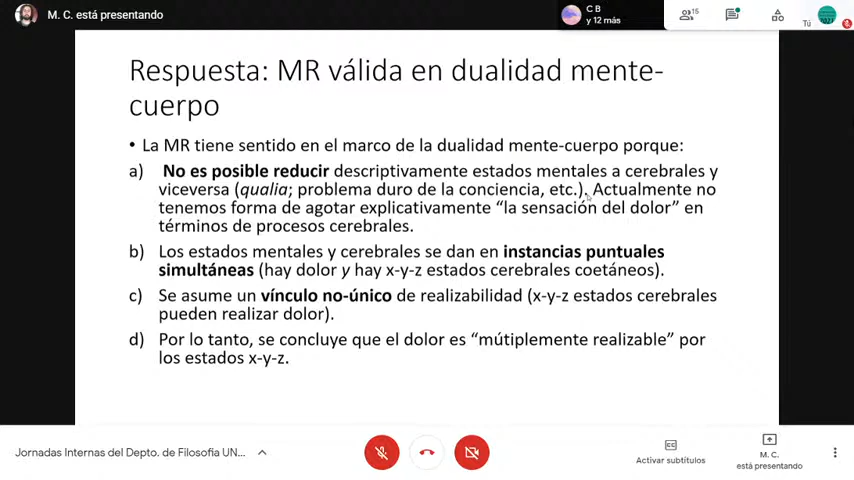 M. C. está presentando
C B
y 12 más
15
Tú
Respuesta: MR válida en dualidad mente-
cuerpo
• La MR tiene sentido en el marco de la dualidad mente-cuerpo porque:
a) No es posible reducir descriptivamente estados mentales a cerebrales y
viceversa (qualia; problema duro de la conciencia, etc.). Actualmente no
tenemos forma de agotar explicativamente “la sensación del dolor” en
términos de procesos cerebrales.
b) Los estados mentales y cerebrales se dan en instancias puntuales
simultáneas (hay dolor y hay x-y-z estados cerebrales coetáneos).
c) Se asume un vínculo no-único de realizabilidad (x-y-z estados cerebrales
pueden realizar dolor).
d) Por lo tanto, se concluye que el dolor es “mútiplemente realizable” por
los estados x-y-z.
Jornadas Internas del Depto. de Filosofia UN...
Activar subtítulos
M. C.
está presentando